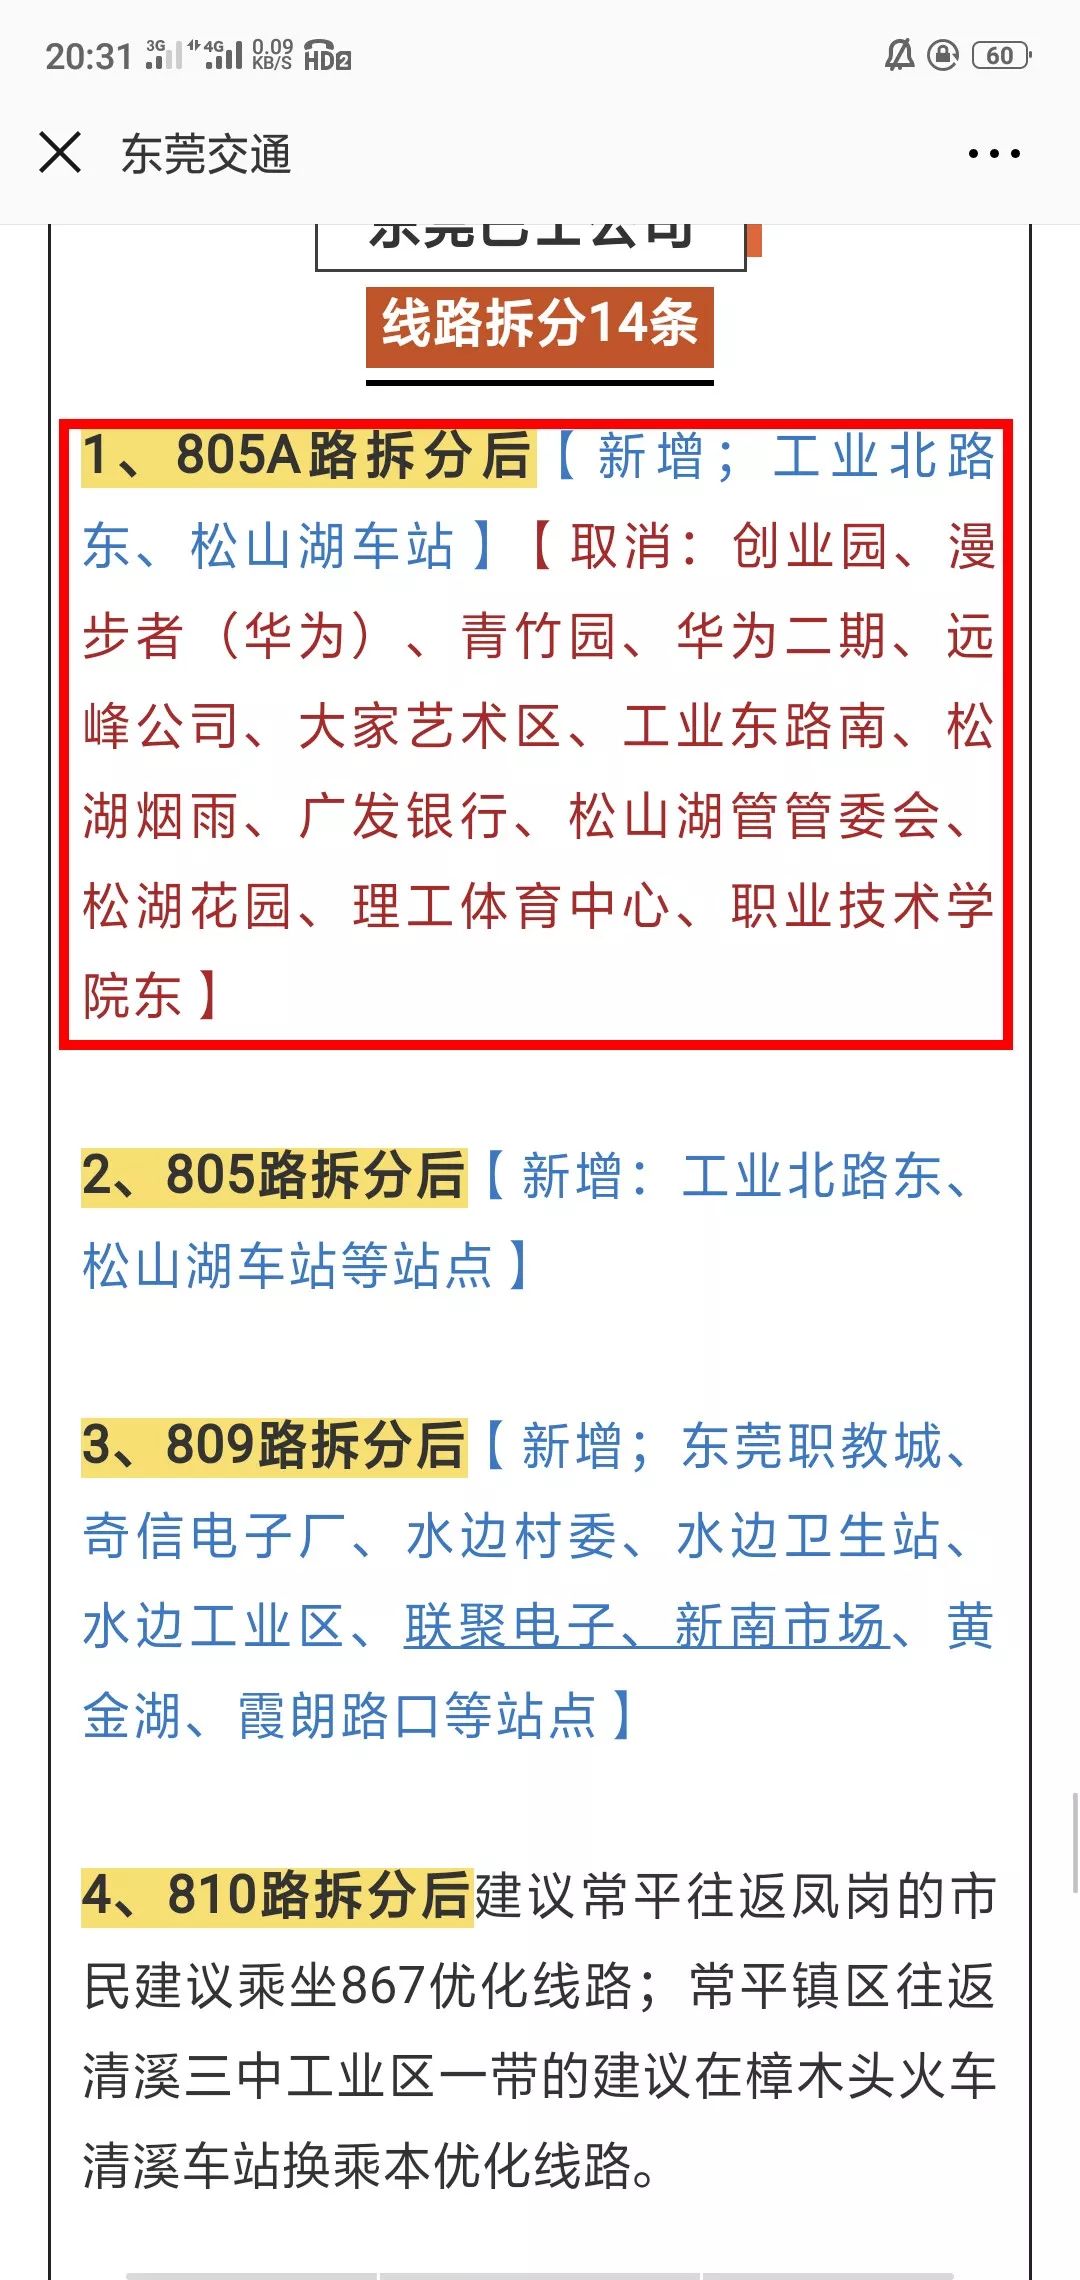 20:31 3G 4G 0.09 KB/S HD2 60
东莞交通
东莞巴士公司
线路拆分14条
1、805A路拆分后【新增；工业北路
东、松山湖车站】【取消：创业园、漫
步者（华为）、青竹园、华为二期、远
峰公司、大家艺术区、工业东路南、松
湖烟雨、广发银行、松山湖管管委会、
松湖花园、理工体育中心、职业技术学
院东】
2、805路拆分后【新增：工业北路东、
松山湖车站等站点】
3、809路拆分后【新增；东莞职教城、
奇信电子厂、水边村委、水边卫生站、
水边工业区、联聚电子、新南市场、黄
金湖、霞朗路口等站点】
4、810路拆分后建议常平往返凤岗的市
民建议乘坐867优化线路；常平镇区往返
清溪三中工业区一带的建议在樟木头火车
清溪车站换乘本优化线路。